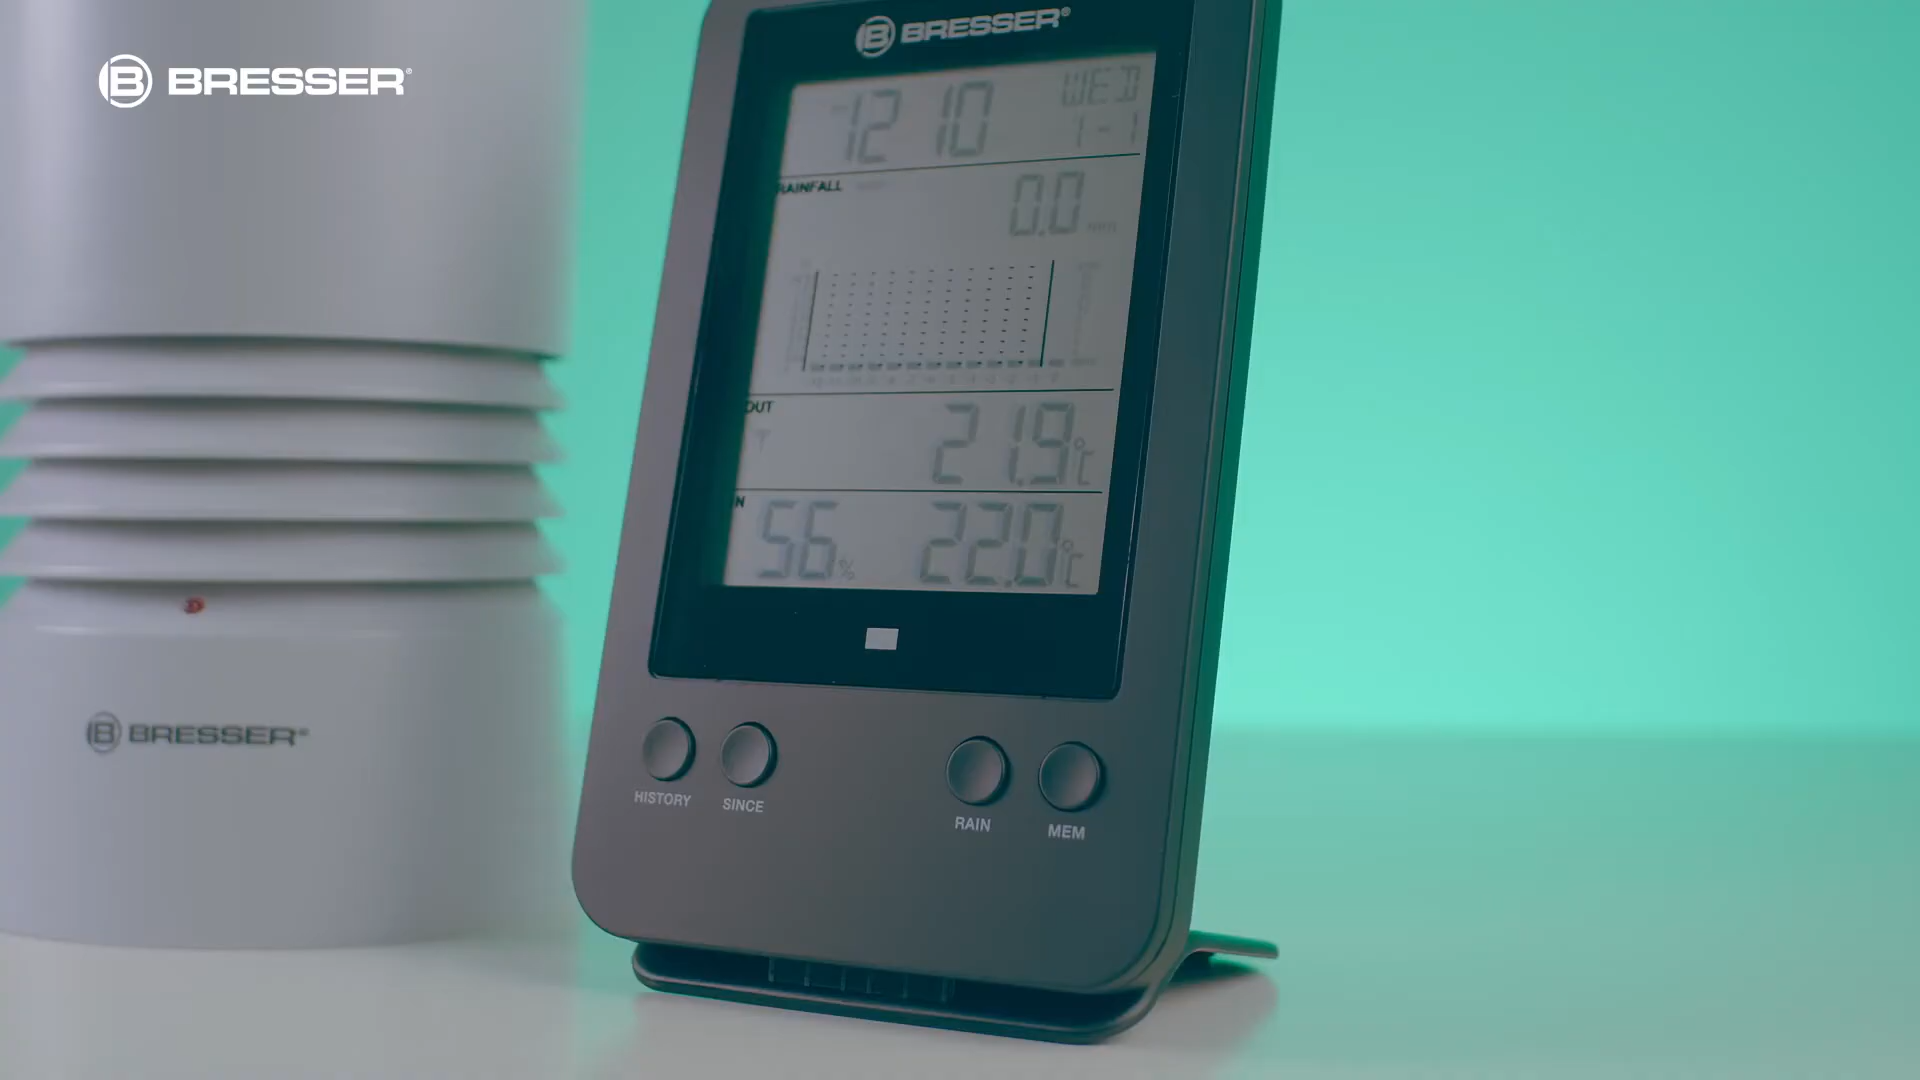 BRESSER®
BRESSER®
12 10
WED
1-1
RAINFALL
0.0 mm
OUT
21.9°C
IN
56%
22.0°C
BRESSER®
HISTORY
SINCE
RAIN
MEM